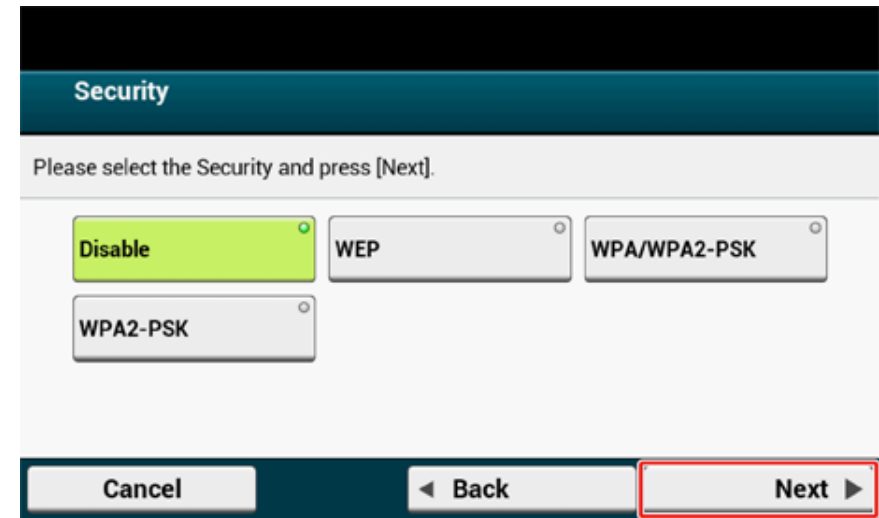 Security
Please select the Security and press [Next].
Disable
WEP
WPA/WPA2-PSK
WPA2-PSK
Cancel
Back
Next